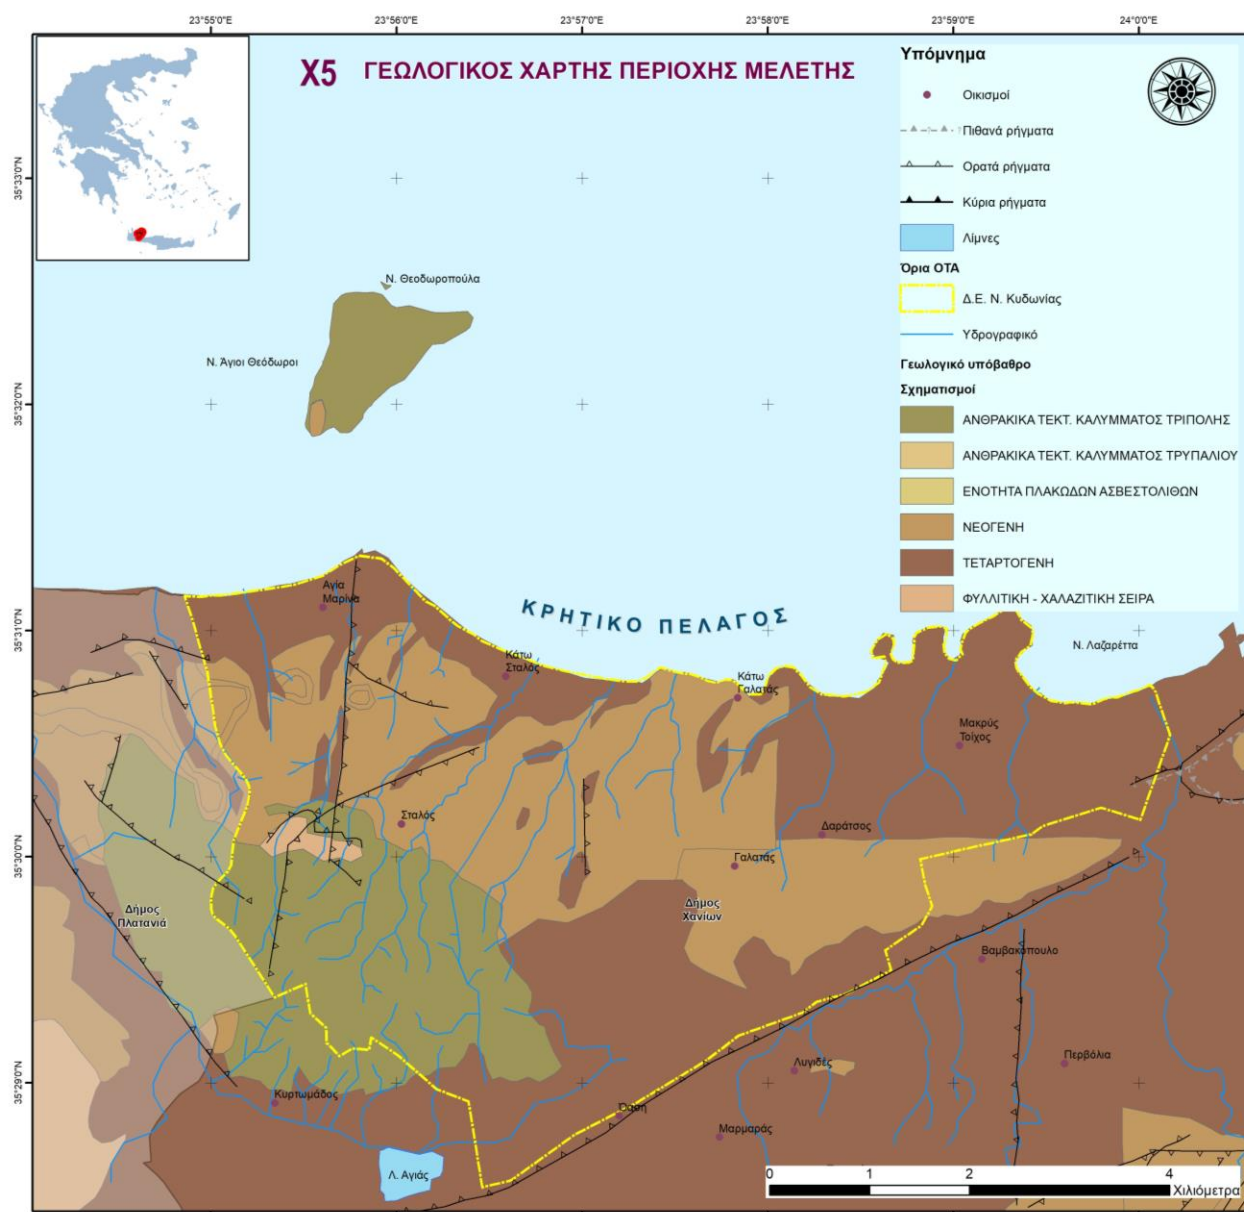 23°55'0"E 23°56'0"E 23°57'0"E 23°58'0"E 23°59'0"E 24°0'0"E
X5 ΓΕΩΛΟΓΙΚΟΣ ΧΑΡΤΗΣ ΠΕΡΙΟΧΗΣ ΜΕΛΕΤΗΣ
Υπόμνημα
Οικισμοί
? Πιθανά ρήγματα
Ορατά ρήγματα
Κύρια ρήγματα
Λίμνες
Όρια ΟΤΑ
Δ.Ε. Ν. Κυδωνίας
Υδρογραφικό
Γεωλογικό υπόβαθρο
Σχηματισμοί
ΑΝΘΡΑΚΙΚΑ ΤΕΚΤ. ΚΑΛΥΜΜΑΤΟΣ ΤΡΙΠΟΛΗΣ
ΑΝΘΡΑΚΙΚΑ ΤΕΚΤ. ΚΑΛΥΜΜΑΤΟΣ ΤΡΥΠΑΛΙΟΥ
ΕΝΟΤΗΤΑ ΠΛΑΚΩΔΩΝ ΑΣΒΕΣΤΟΛΙΘΩΝ
ΝΕΟΓΕΝΗ
ΤΕΤΑΡΤΟΓΕΝΗ
ΦΥΛΛΙΤΙΚΗ - ΧΑΛΑΖΙΤΙΚΗ ΣΕΙΡΑ
35°33'0"N
35°32'0"N
35°31'0"N
35°30'0"N
35°29'0"N
Ν. Θεοδωροπούλα
Ν. Άγιοι Θεόδωροι
ΚΡΗΤΙΚΟ ΠΕΛΑΓΟΣ
Αγία
Μαρίνα
Κάτω
Σταλός
Κάτω
Γαλατάς
Ν. Λαζαρέττα
Μακρύς
Τοίχος
Σταλός
Δαράτσος
Γαλατάς
Δήμος
Πλατανιά
Δήμος
Χανίων
Βαμβακόπουλο
Λυγιδές
Περβόλια
Κυρτωμάδος
Όαση
Μαρμαράς
Λ. Αγιάς
0 1 2 4
Χιλιόμετρα